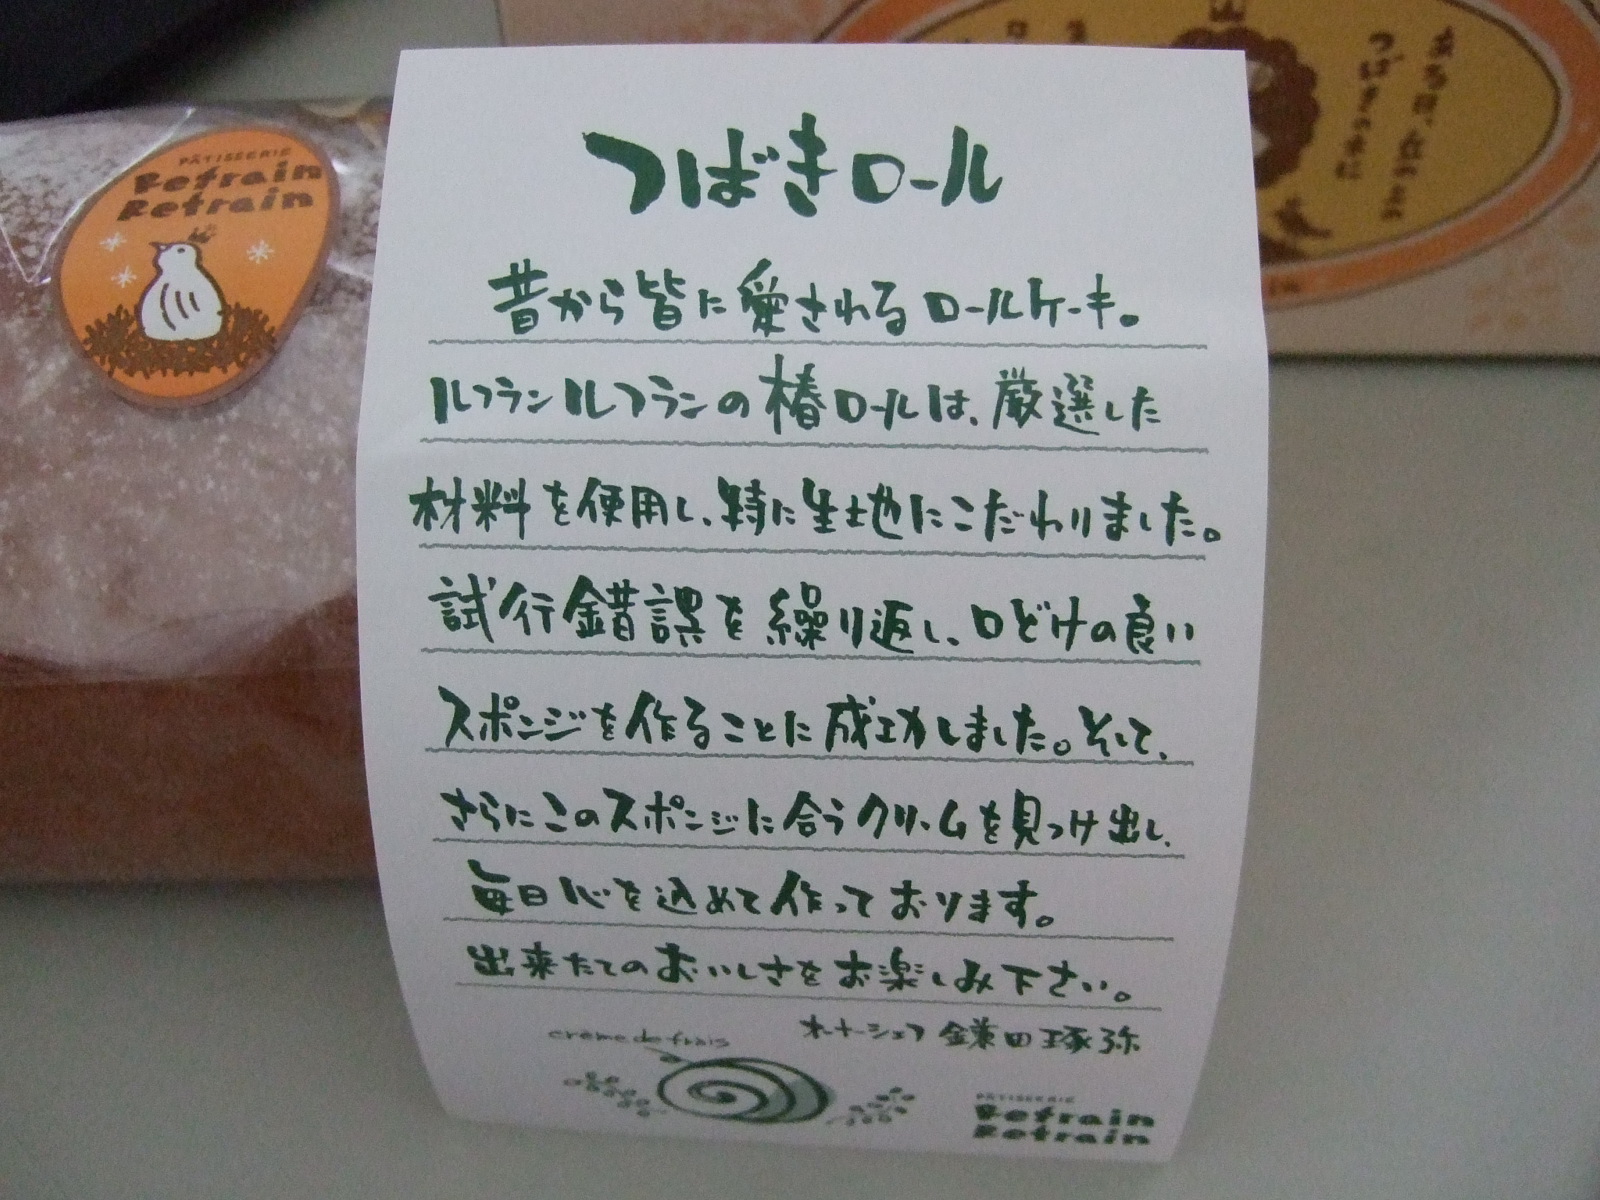 PÂTISSERIE
Refrain
Refrain
つばきロール
昔から皆に愛されるロールケーキ。
ルフランルフランの椿ロールは、厳選した
材料を使用し、特に生地にこだわりました。
試行錯誤を繰り返し、口どけの良い
スポンジを作ることに成功しました。そして、
さらにこのスポンジに合うクリームを見つけ出し、
毎日心を込めて作っております。
出来たてのおいしさをお楽しみ下さい。
オーナーシェフ 鎌田琢弥
crème de frais
PÂTISSERIE
Refrain
Refrain